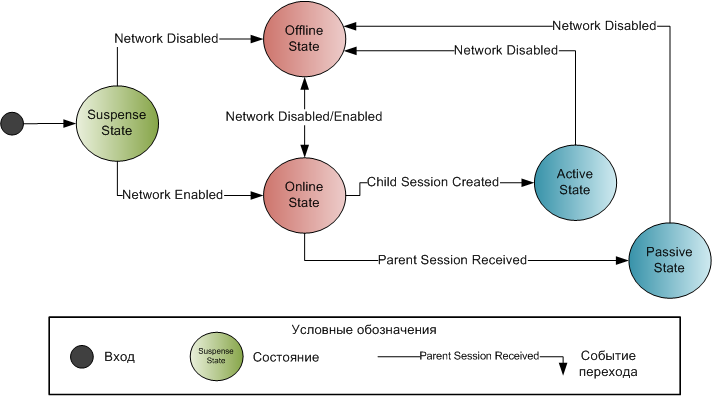 Network Disabled
Offline
State
Network Disabled
Network Disabled
Suspense
State
Network Disabled/Enabled
Network Enabled
Online
State
Child Session Created
Active
State
Parent Session Received
Passive
State
Условные обозначения
Вход
Suspense
State
Состояние
Parent Session Received
Событие
перехода